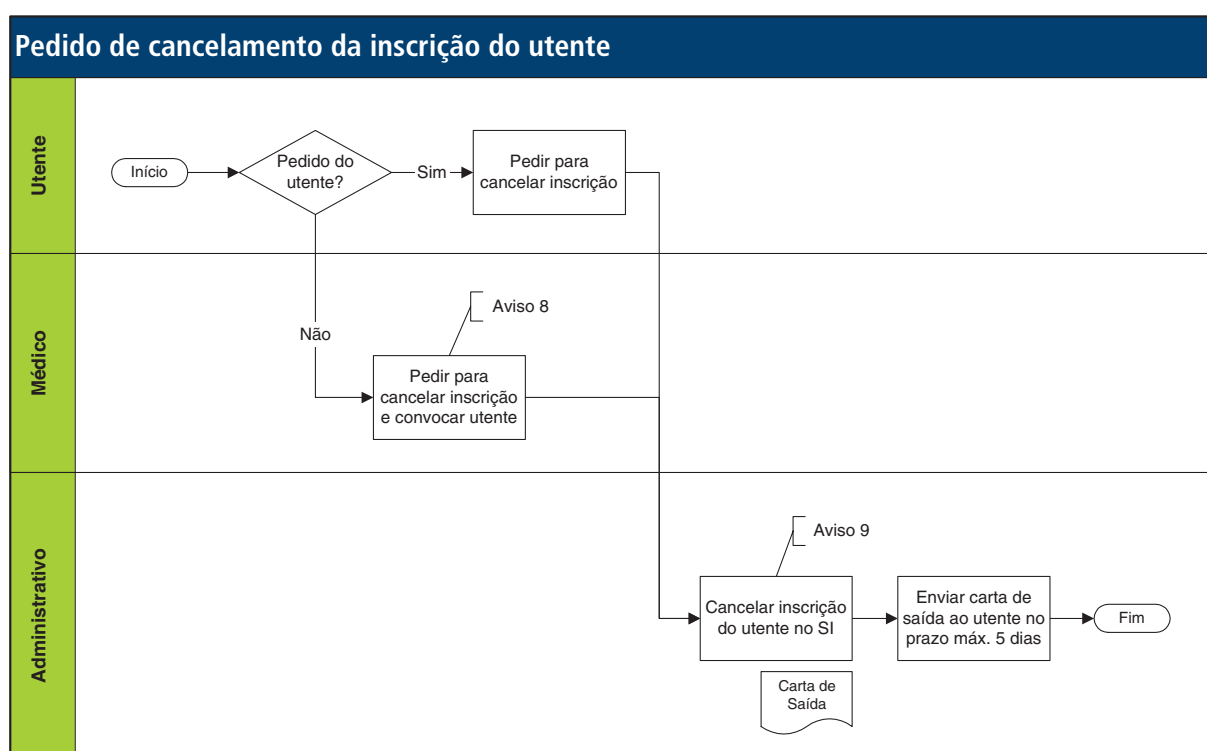 Pedido de cancelamento da inscrição do utente
Utente
Início
Pedido do
utente?
Sim
Pedir para
cancelar inscrição
Médico
Não
Aviso 8
Pedir para
cancelar inscrição
e convocar utente
Administrativo
Aviso 9
Cancelar inscrição
do utente no SI
Enviar carta de
saída ao utente no
prazo máx. 5 dias
Fim
Carta de
Saída